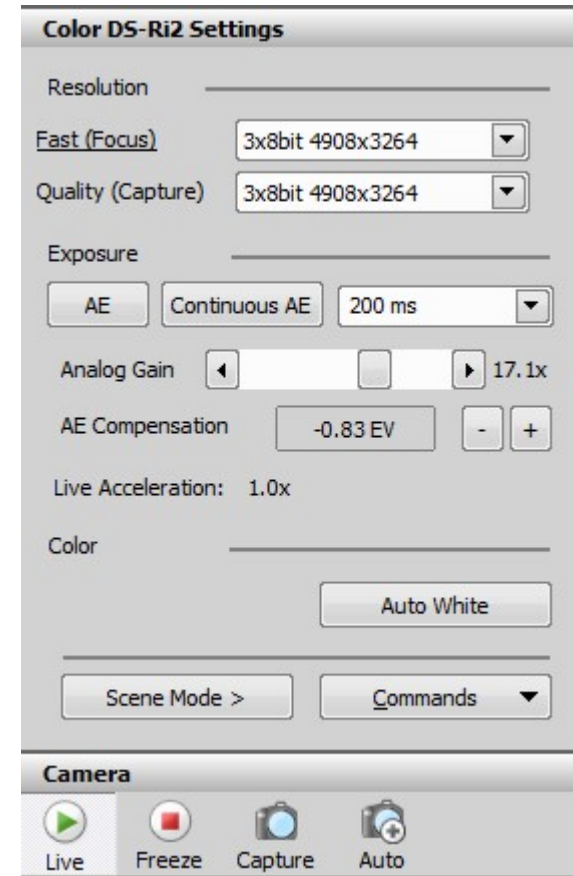 Color DS-Ri2 Settings
Resolution
Fast (Focus) 3x8bit 4908x3264
Quality (Capture) 3x8bit 4908x3264
Exposure
AE Continuous AE 200 ms
Analog Gain 17.1x
AE Compensation -0.83 EV - +
Live Acceleration: 1.0x
Color
Auto White
Scene Mode > Commands
Camera
Live Freeze Capture Auto